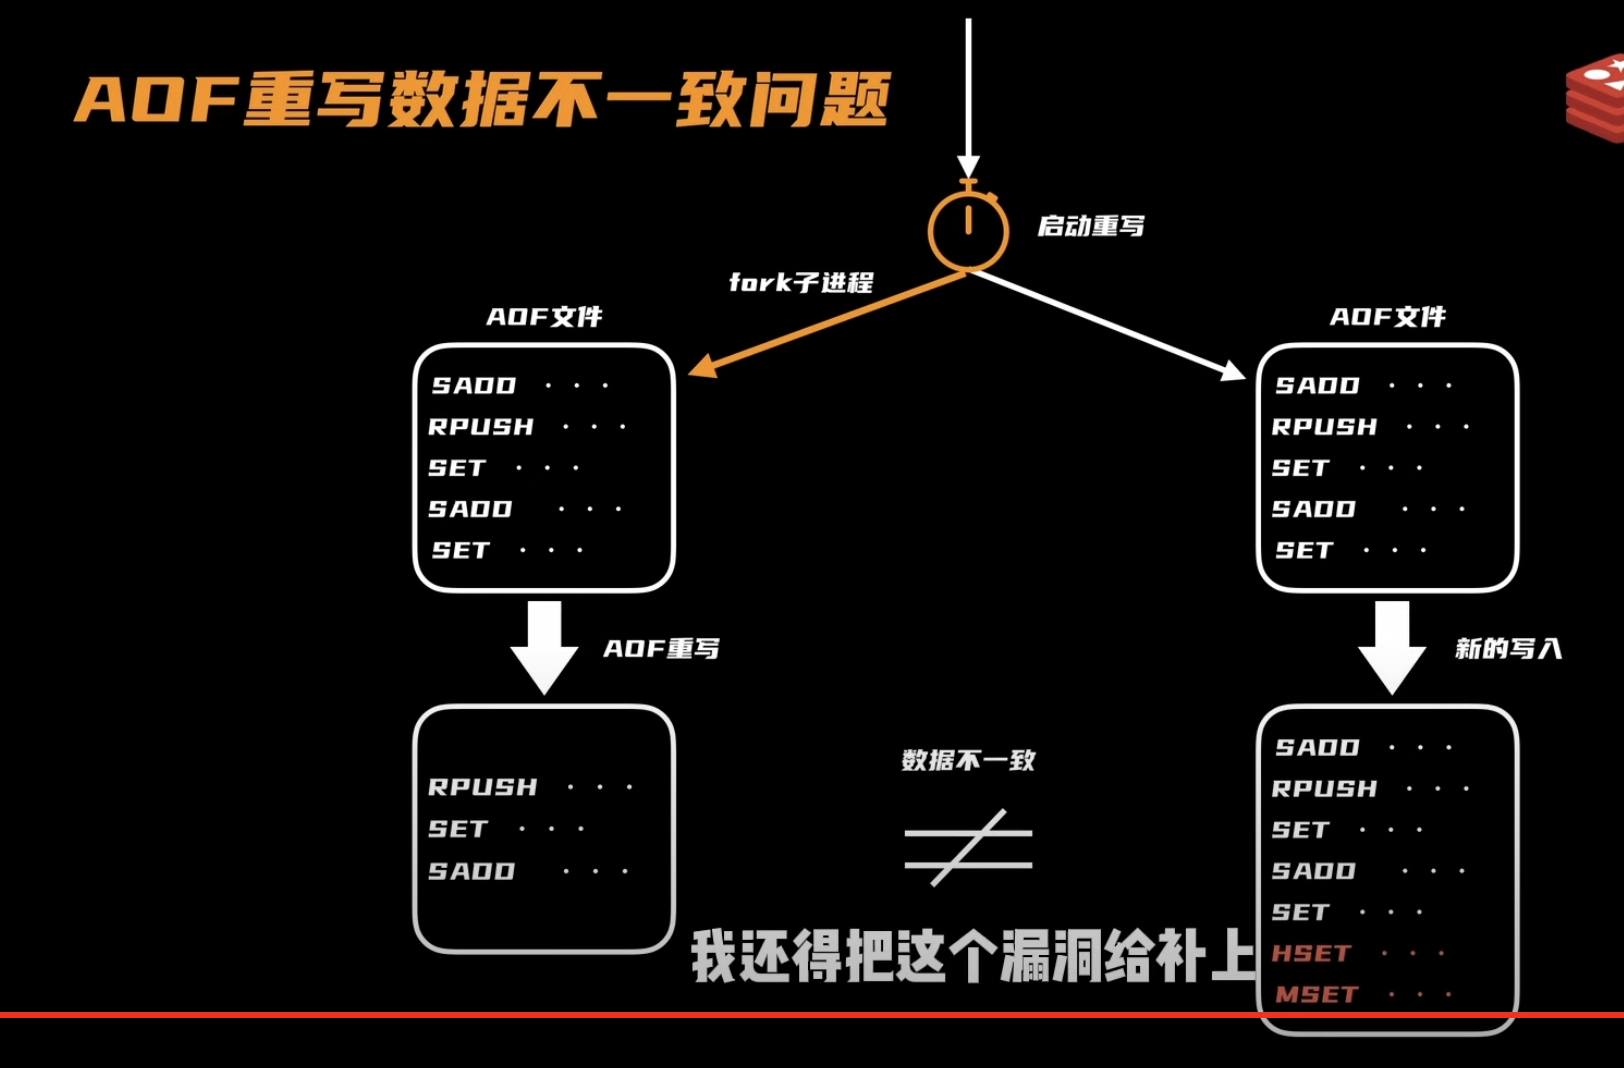 AOF重写数据不一致问题
启动重写
fork子进程
AOF文件
SADD · · ·
RPUSH · · ·
SET · · ·
SADD · · ·
SET · · ·
AOF重写
RPUSH · · ·
SET · · ·
SADD · · ·
AOF文件
SADD · · ·
RPUSH · · ·
SET · · ·
SADD · · ·
SET · · ·
新的写入
SADD · · ·
RPUSH · · ·
SET · · ·
SADD · · ·
SET · · ·
HSET · · ·
MSET · · ·
数据不一致
我还得把这个漏洞给补上